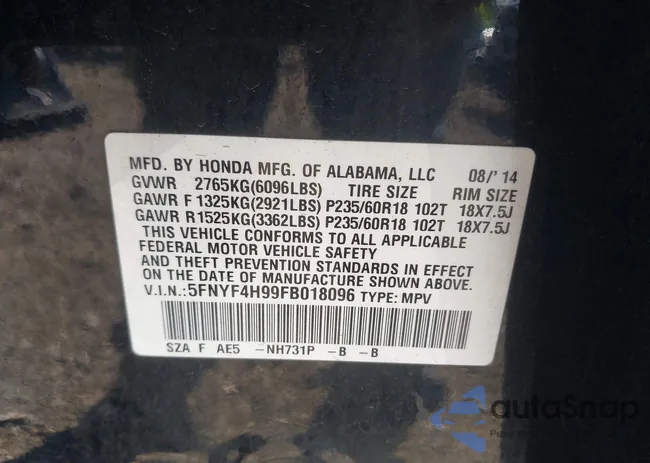 MFD. BY HONDA MFG. OF ALABAMA, LLC 08/'14
GVWR 2765KG(6096LBS) TIRE SIZE RIM SIZE
GAWR F 1325KG(2921LBS) P235/60R18 102T 18X7.5J
GAWR R1525KG(3362LBS) P235/60R18 102T 18X7.5J
THIS VEHICLE CONFORMS TO ALL APPLICABLE
FEDERAL MOTOR VEHICLE SAFETY
AND THEFT PREVENTION STANDARDS IN EFFECT
ON THE DATE OF MANUFACTURE SHOWN ABOVE.
V.I.N.:5FNYF4H99FB018096 TYPE: MPV
SZA F AE5 -NH731P -B -B
autoSnap